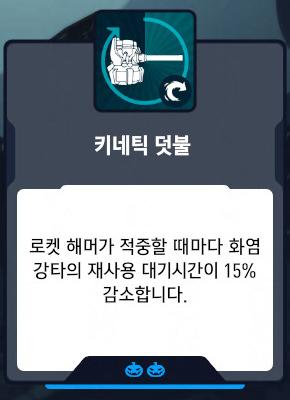 키네틱 덧불
로켓 해머가 적중할 때마다 화염
강타의 재사용 대기시간이 15%
감소합니다.